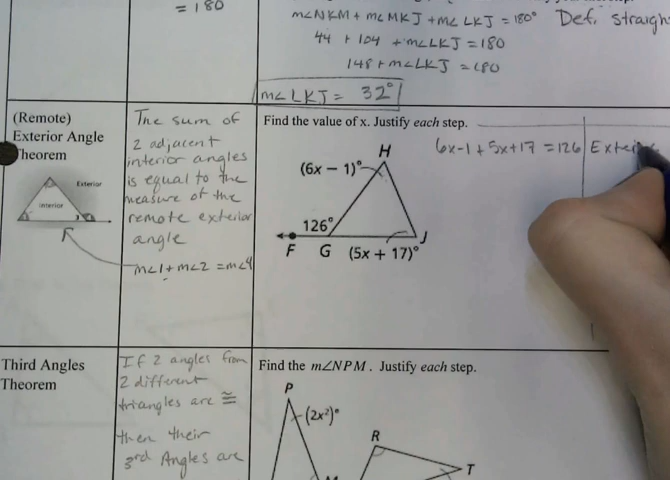 = 180
m∠NKM + m∠MKJ + m∠LKJ = 180° Def. straight
44 + 104 + m∠LKJ = 180
148 + m∠LKJ = 180
m∠LKJ = 32°
(Remote)
Exterior Angle
Theorem
Exterior
Interior
The sum of
2 adjacent
interior angles
is equal to the
measure of the
remote exterior
angle
m∠1 + m∠2 = m∠4
Find the value of x. Justify each step.
H
(6x − 1)°
126°
F G (5x + 17)° J
6x-1 + 5x+17 = 126 Exterio
Third Angles
Theorem
If 2 angles from
2 different
triangles are ≅
then their
3rd Angles are
Find the m∠NPM. Justify each step.
P
(2x²)°
R
T